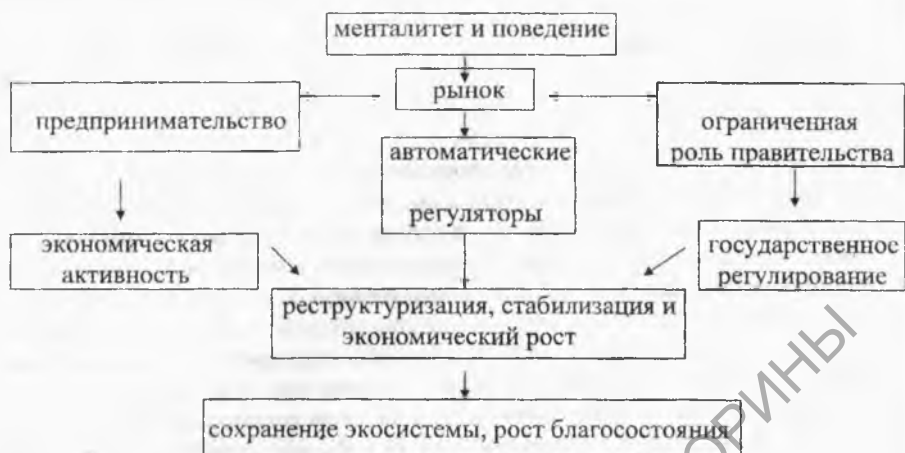 менталитет и поведение
рынок
предпринимательство
ограниченная
роль правительства
автоматические
регуляторы
экономическая
активность
государственное
регулирование
реструктуризация, стабилизация и
экономический рост
сохранение экосистемы, рост благосостояния
ОРИНЫ